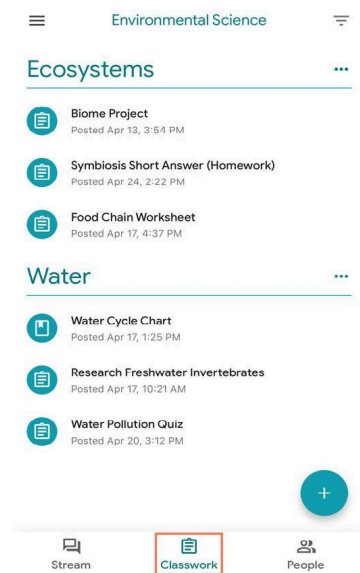 Environmental Science
Ecosystems
Biome Project
Posted Apr 13, 3:54 PM
Symbiosis Short Answer (Homework)
Posted Apr 24, 2:22 PM
Food Chain Worksheet
Posted Apr 17, 4:37 PM
Water
Water Cycle Chart
Posted Apr 17, 1:25 PM
Research Freshwater Invertebrates
Posted Apr 17, 10:21 AM
Water Pollution Quiz
Posted Apr 20, 3:12 PM
Stream Classwork People